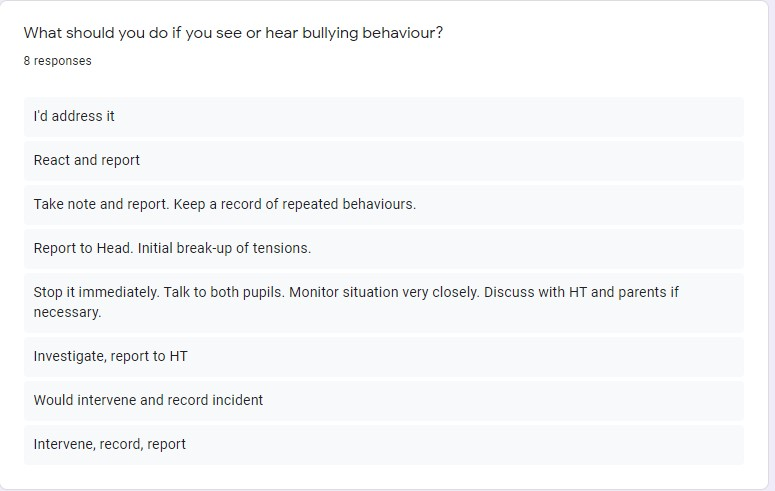 What should you do if you see or hear bullying behaviour?
8 responses
I'd address it
React and report
Take note and report. Keep a record of repeated behaviours.
Report to Head. Initial break-up of tensions.
Stop it immediately. Talk to both pupils. Monitor situation very closely. Discuss with HT and parents if
necessary.
Investigate, report to HT
Would intervene and record incident
Intervene, record, report